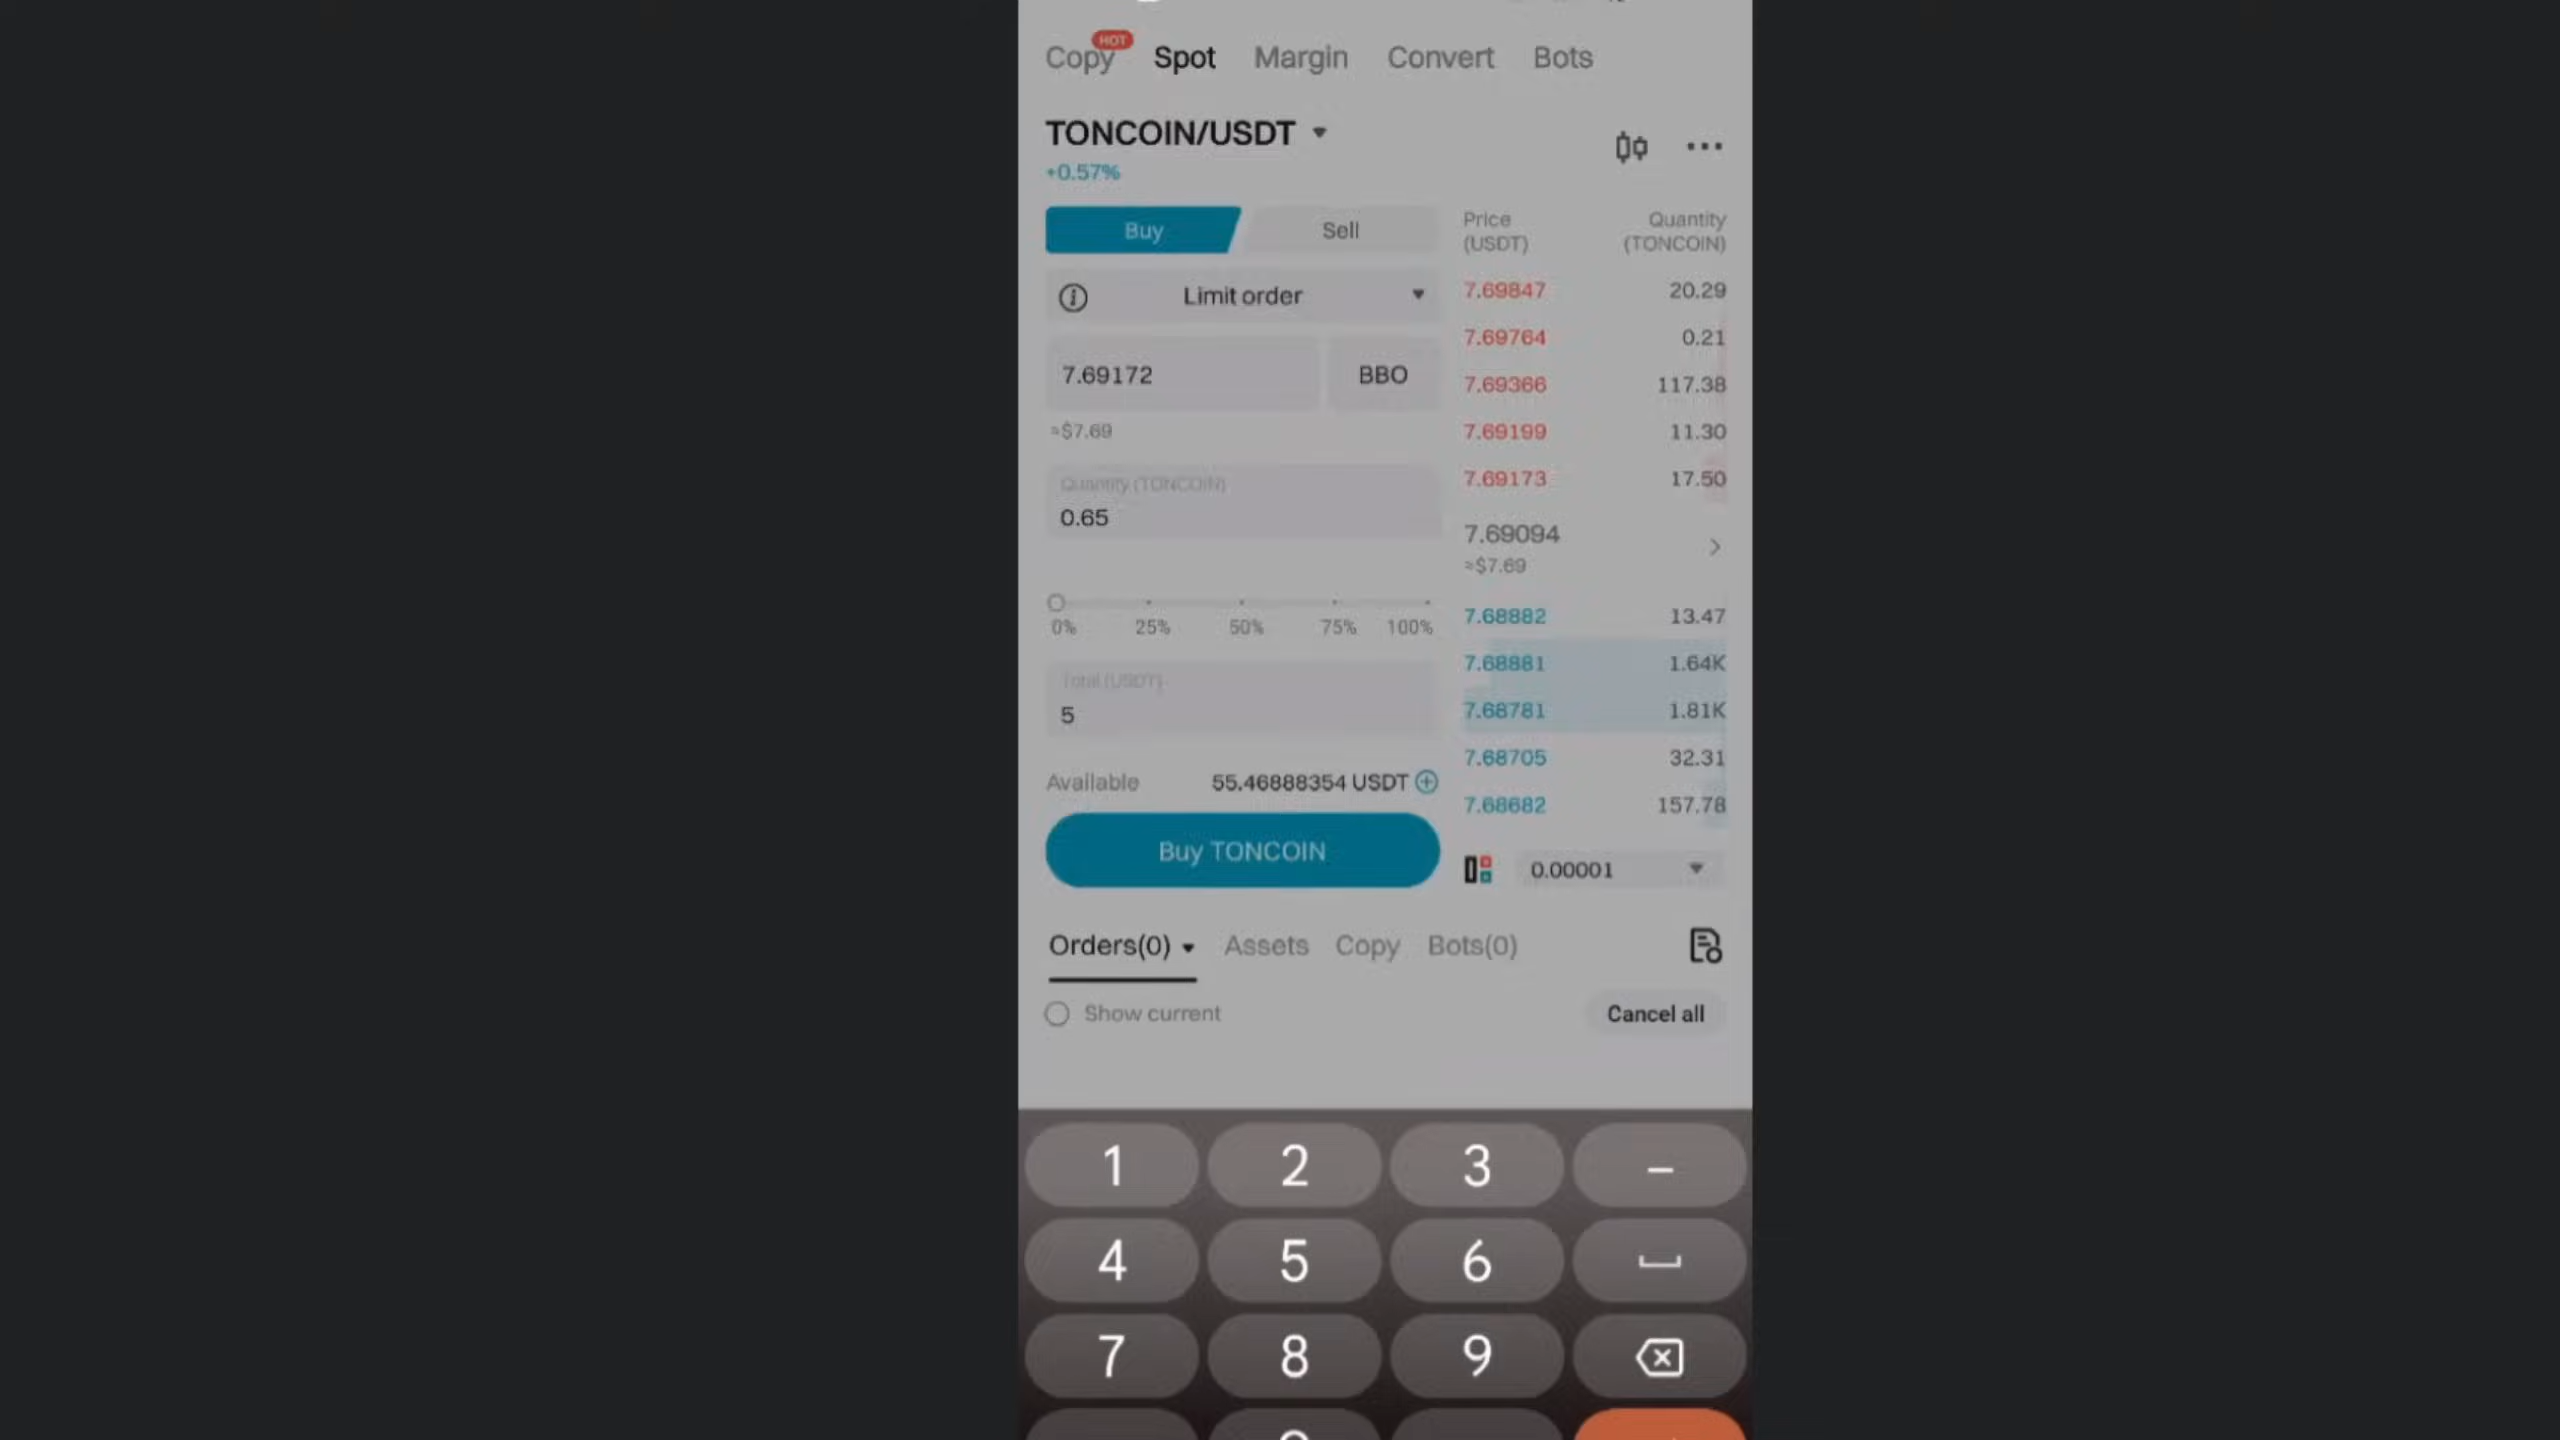 HOT
Copy Spot Margin Convert Bots
TONCOIN/USDT
+0.57%
Buy Sell
Limit order
7.69172 BBO
≈$7.69
Quantity (TONCOIN)
0.65
0% 25% 50% 75% 100%
Total (USDT)
5
Available 55.46888354 USDT
Buy TONCOIN
Price Quantity
(USDT) (TONCOIN)
7.69847 20.29
7.69764 0.21
7.69366 117.38
7.69199 11.30
7.69173 17.50
7.69094
≈$7.69
7.68882 13.47
7.68881 1.64K
7.68781 1.81K
7.68705 32.31
7.68682 157.78
0.00001
Orders(0) Assets Copy Bots(0)
Show current Cancel all
1 2 3 –
4 5 6
7 8 9